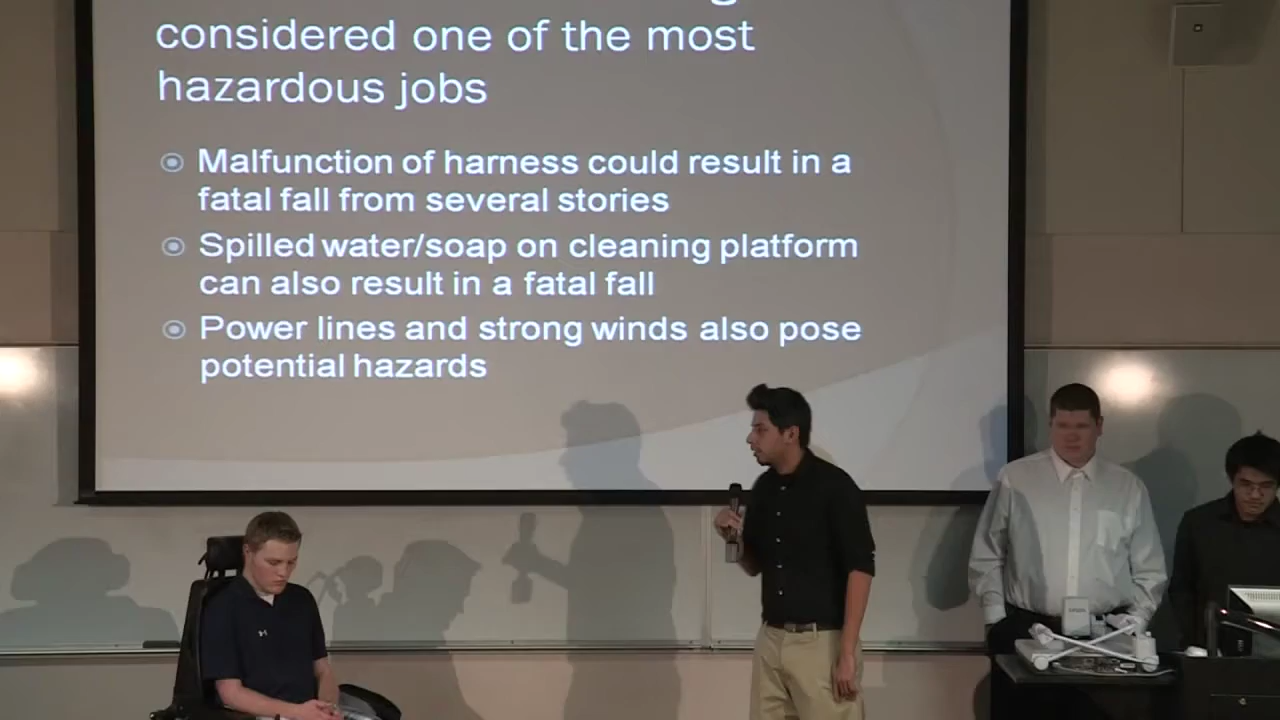 considered one of the most
hazardous jobs
Malfunction of harness could result in a
fatal fall from several stories
Spilled water/soap on cleaning platform
can also result in a fatal fall
Power lines and strong winds also pose
potential hazards